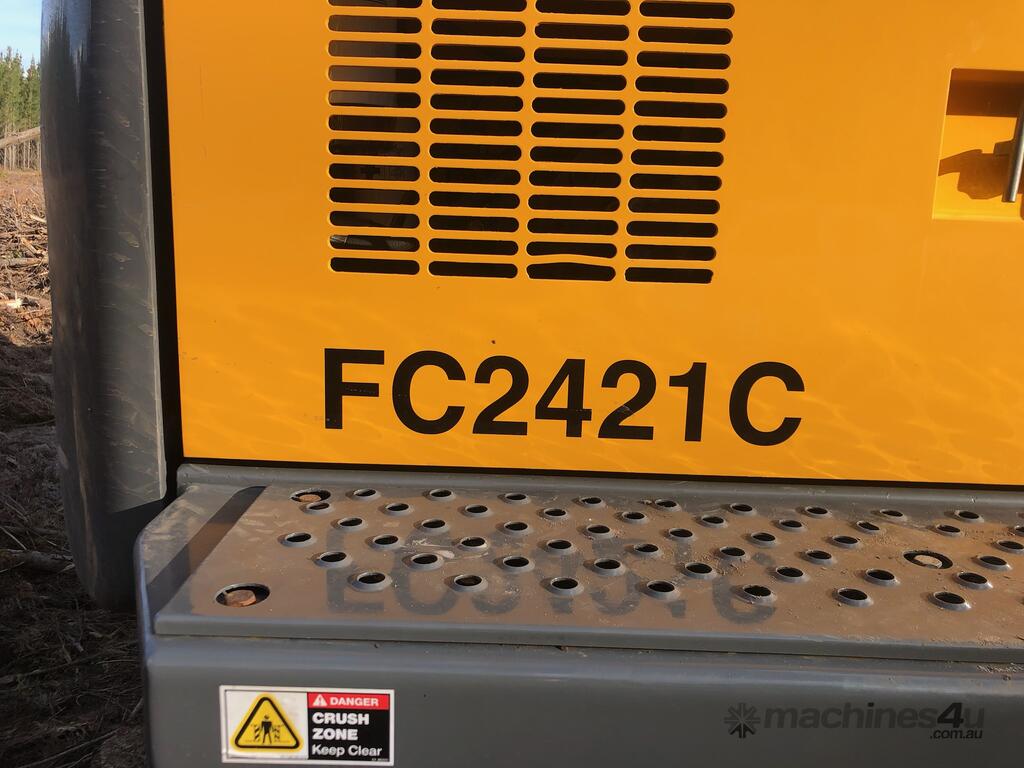 FC2421C
DANGER
CRUSH
ZONE
Keep Clear
machines4u
.com.au